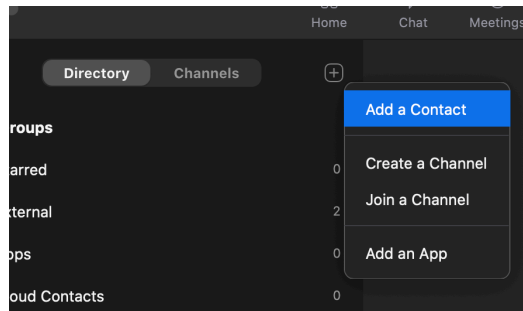 Home Chat Meetings
Directory Channels
Add a Contact
roups
arred 0
Create a Channel
Join a Channel
xternal 2
Add an App
ops 0
oud Contacts 0